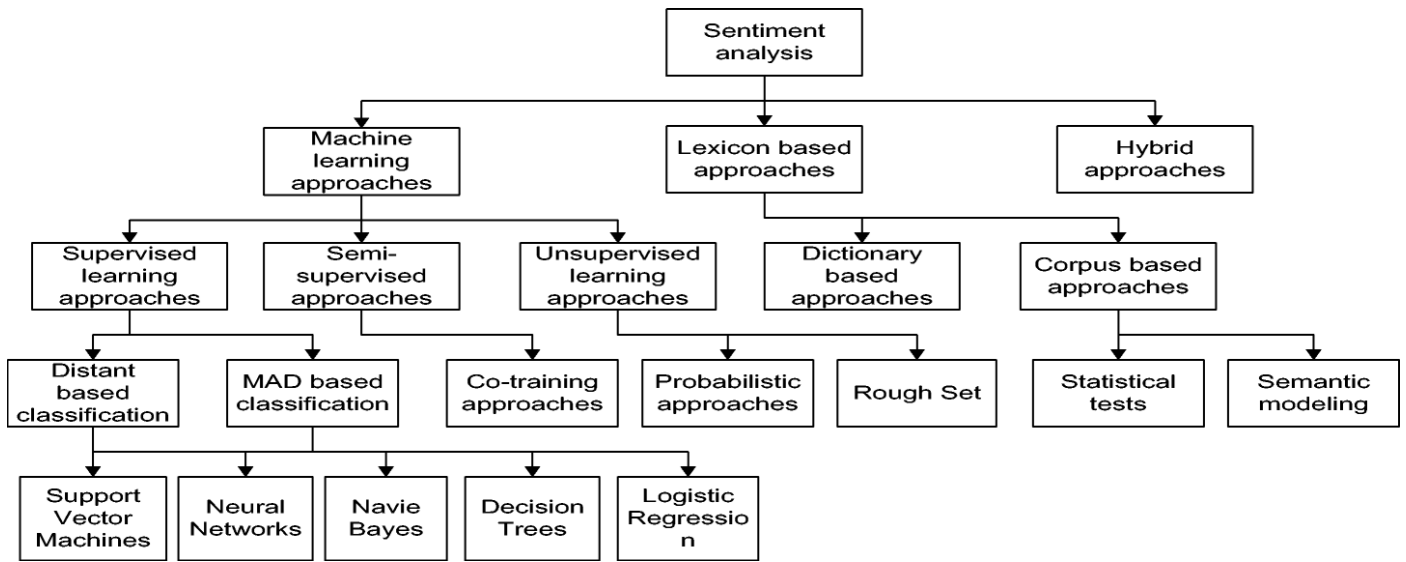 Sentiment
analysis
Machine
learning
approaches
Lexicon based
approaches
Hybrid
approaches
Supervised
learning
approaches
Semi-
supervised
approaches
Unsupervised
learning
approaches
Dictionary
based
approaches
Corpus based
approaches
Distant
based
classification
MAD based
classification
Co-training
approaches
Probabilistic
approaches
Rough Set
Statistical
tests
Semantic
modeling
Support
Vector
Machines
Neural
Networks
Navie
Bayes
Decision
Trees
Logistic
Regressio
n